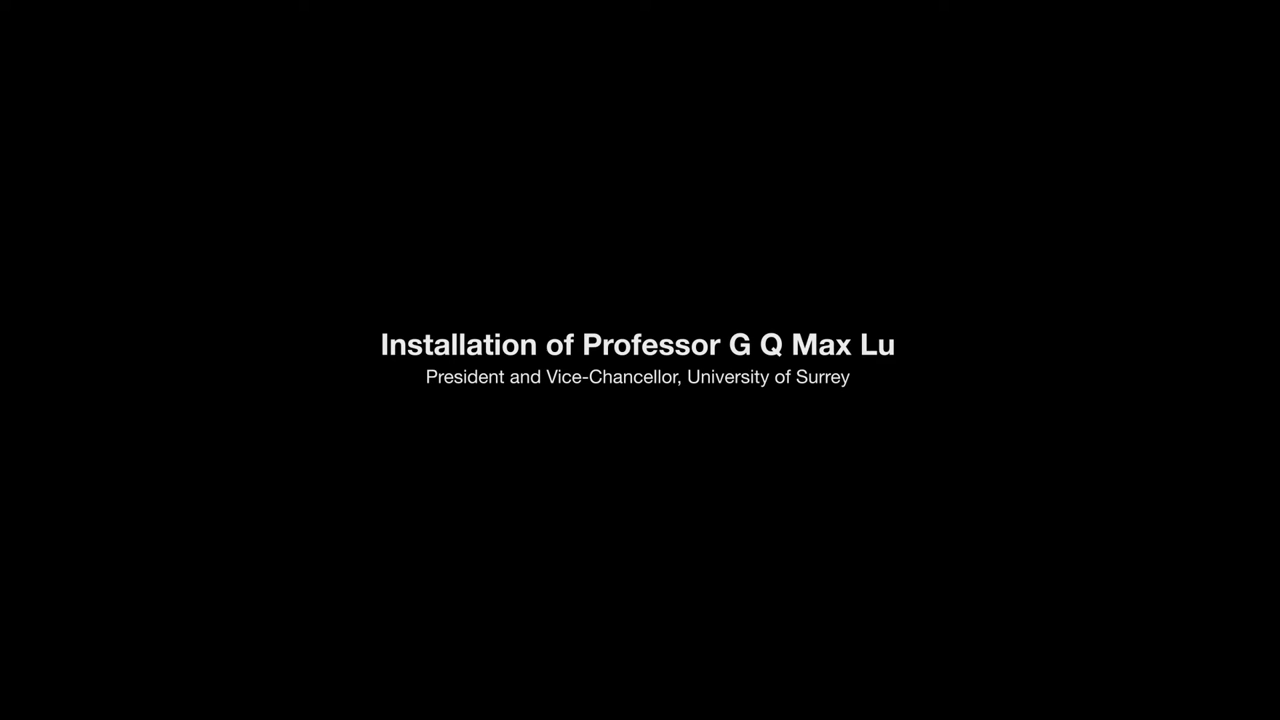 Installation of Professor G Q Max Lu
President and Vice-Chancellor, University of Surrey